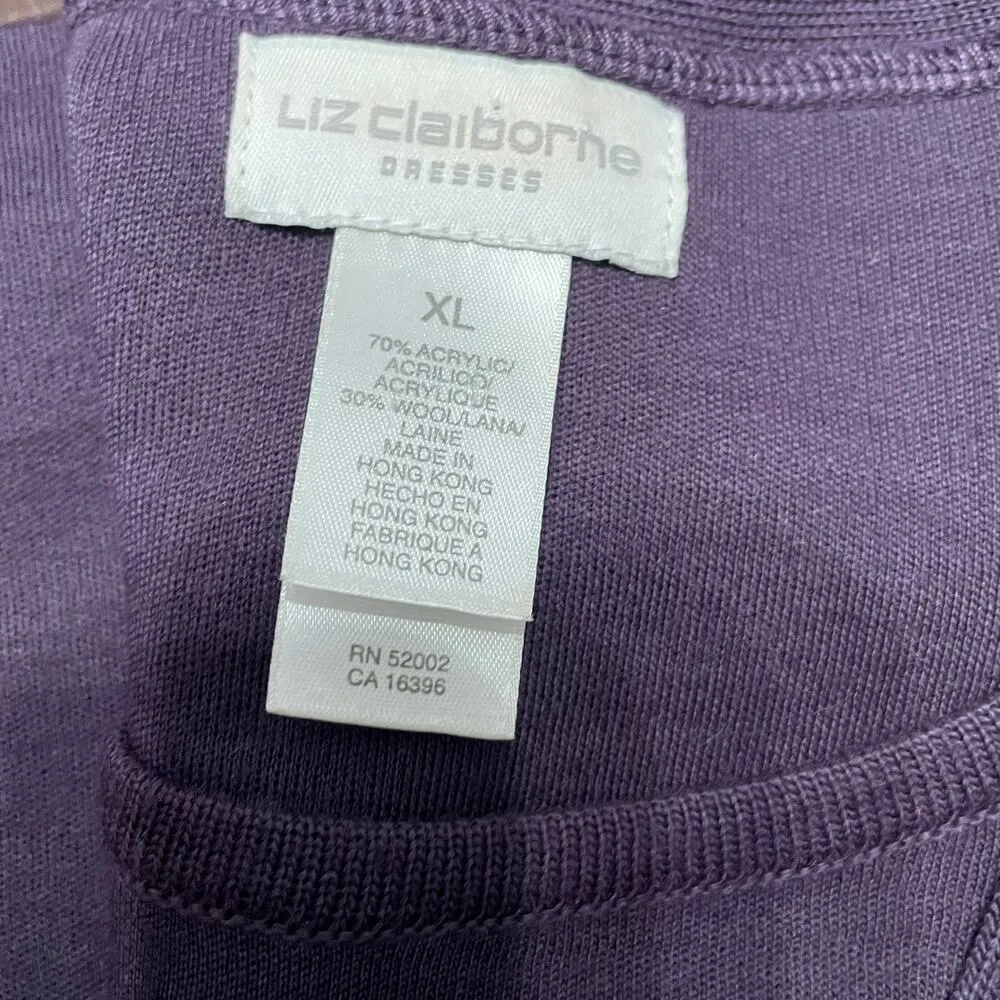 Liz claiborne
DRESSES
XL
70% ACRYLIC/
ACRILICO/
ACRYLIQUE
30% WOOL/LANA/
LAINE
MADE IN
HONG KONG
HECHO EN
HONG KONG
FABRIQUE A
HONG KONG
RN 52002
CA 16396